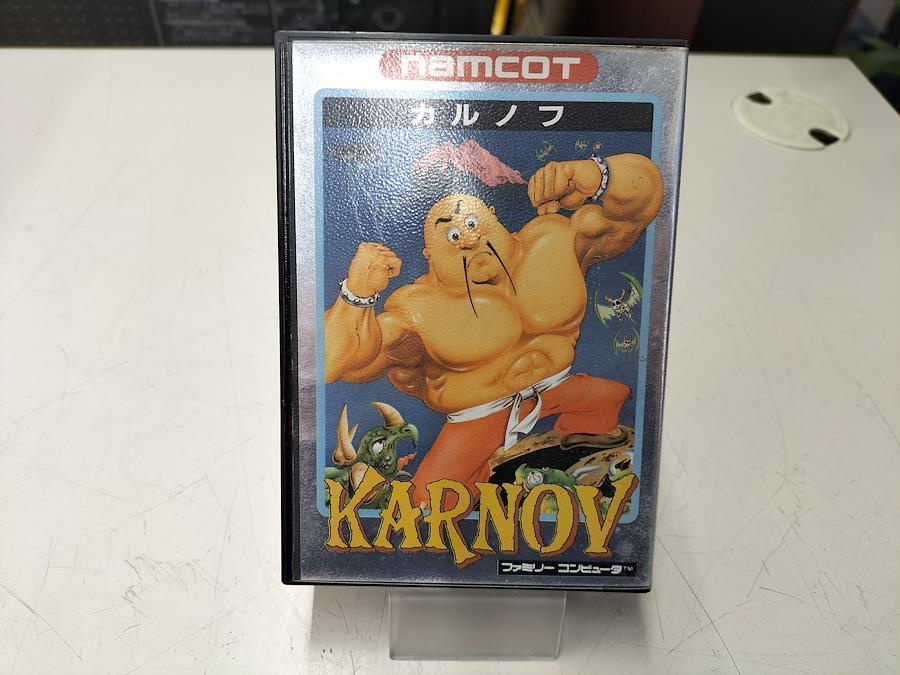 namcot
カルノフ
KARNOV
ファミリーコンピュータ™